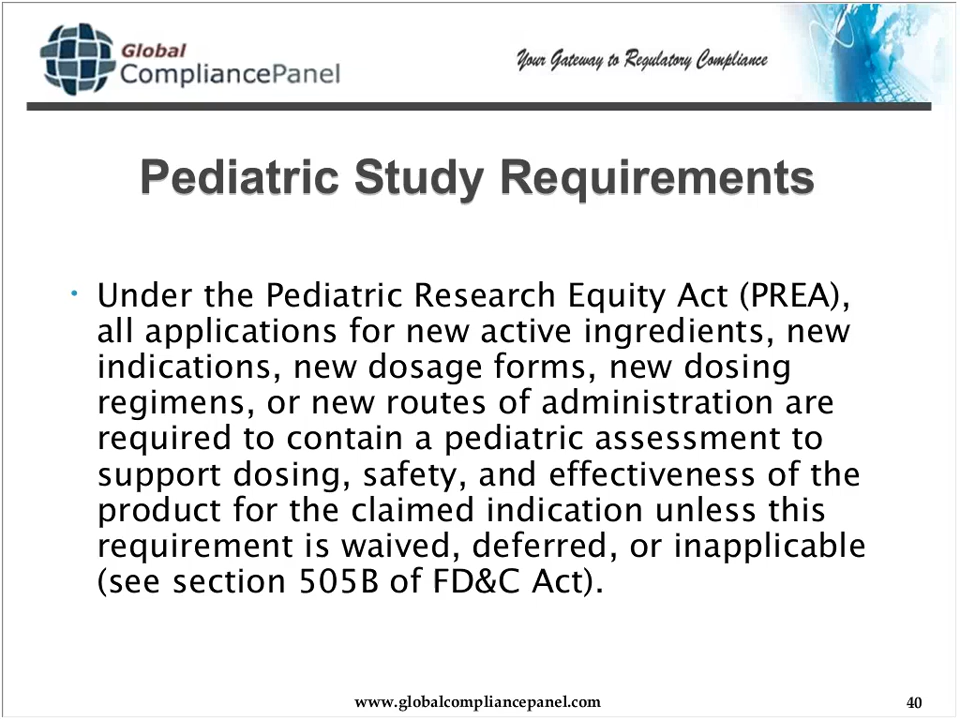 Global
CompliancePanel
Your Gateway to Regulatory Compliance
Pediatric Study Requirements
• Under the Pediatric Research Equity Act (PREA),
all applications for new active ingredients, new
indications, new dosage forms, new dosing
regimens, or new routes of administration are
required to contain a pediatric assessment to
support dosing, safety, and effectiveness of the
product for the claimed indication unless this
requirement is waived, deferred, or inapplicable
(see section 505B of FD&C Act).
www.globalcompliancepanel.com
40